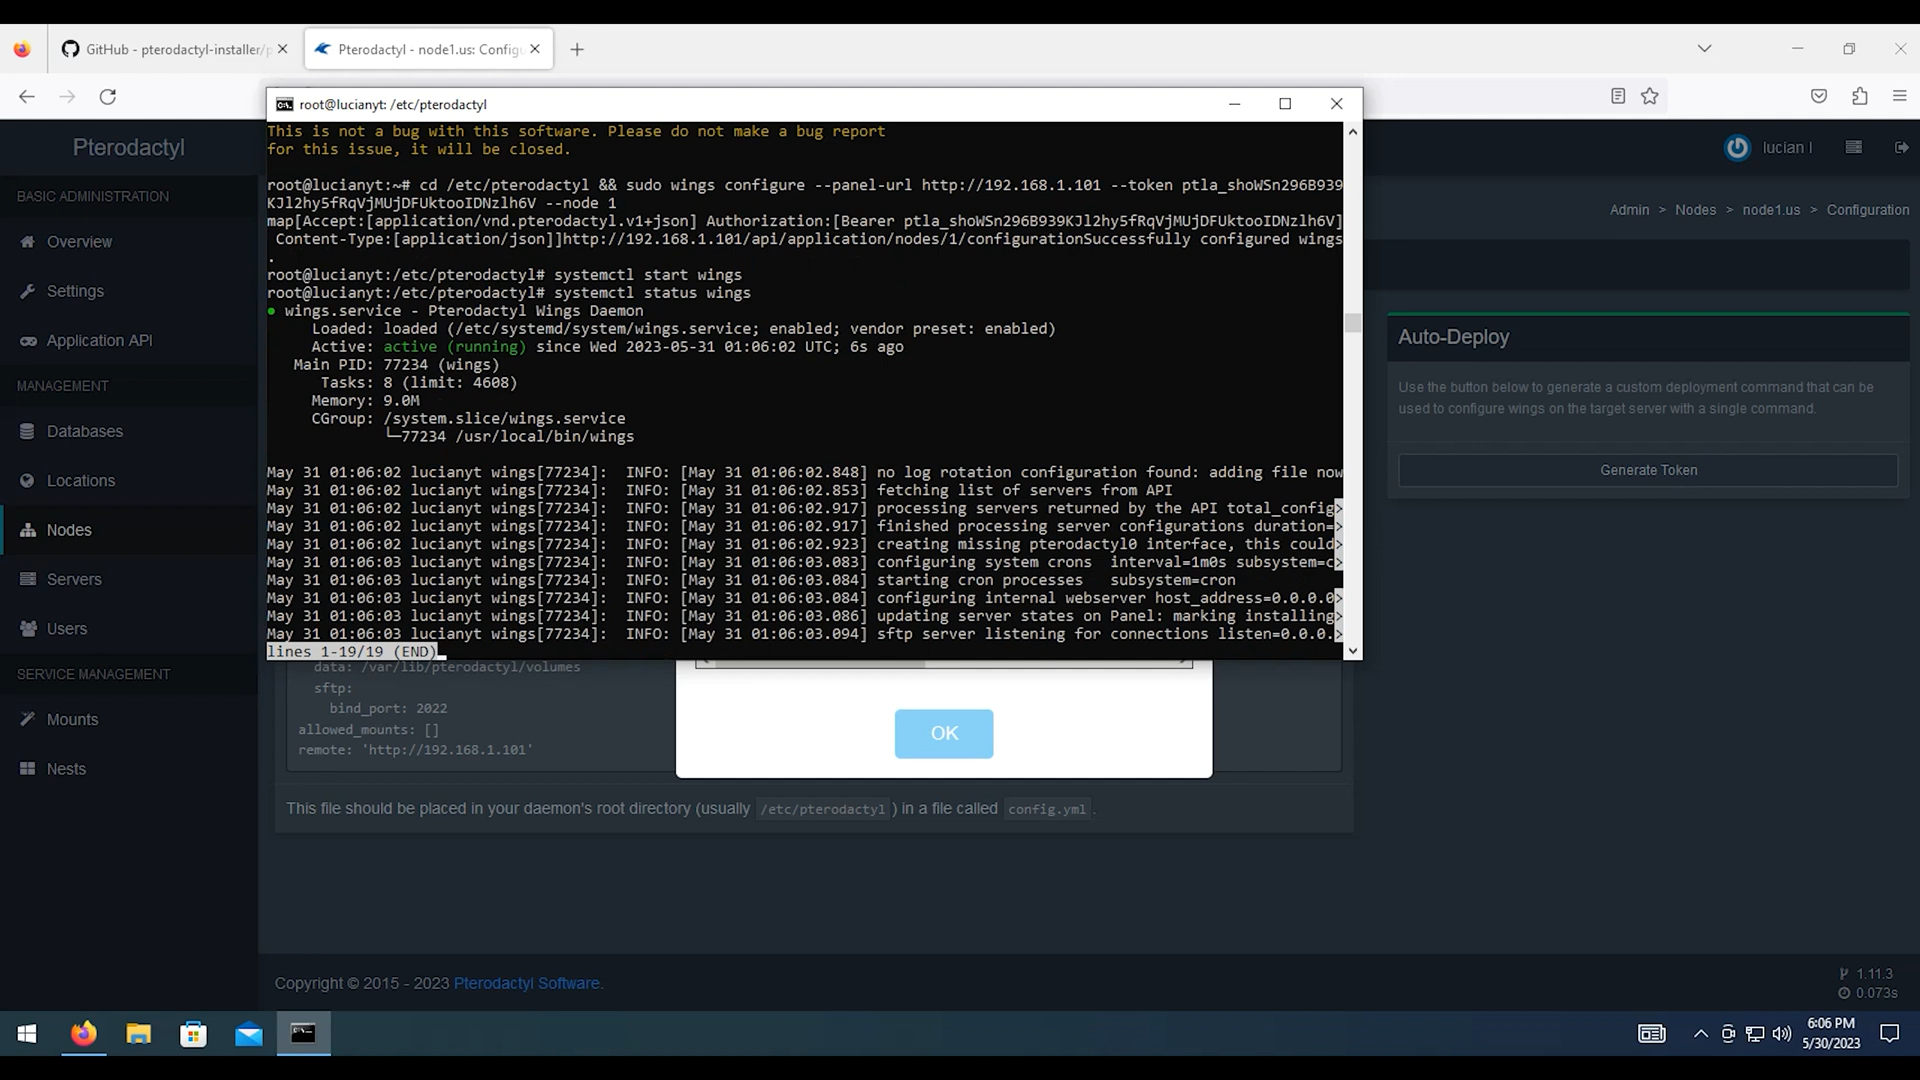 GitHub - pterodactyl-installer/p
Pterodactyl - node1.us: Config
root@lucianyt: /etc/pterodactyl
Pterodactyl
lucian l
BASIC ADMINISTRATION
Overview
Settings
Application API
MANAGEMENT
Databases
Locations
Nodes
Servers
Users
SERVICE MANAGEMENT
Mounts
Nests
This is not a bug with this software. Please do not make a bug report
for this issue, it will be closed.
root@lucianyt:~# cd /etc/pterodactyl && sudo wings configure --panel-url http://192.168.1.101 --token ptla_shoWSn296B939
KJl2hy5fRqVjMUjDFUktooIDNzlh6V --node 1
map[Accept:[application/vnd.pterodactyl.v1+json] Authorization:[Bearer ptla_shoWSn296B939KJl2hy5fRqVjMUjDFUktooIDNzlh6V]
Content-Type:[application/json]]http://192.168.1.101/api/application/nodes/1/configurationSuccessfully configured wings
.
root@lucianyt:/etc/pterodactyl# systemctl start wings
root@lucianyt:/etc/pterodactyl# systemctl status wings
● wings.service - Pterodactyl Wings Daemon
Loaded: loaded (/etc/systemd/system/wings.service; enabled; vendor preset: enabled)
Active: active (running) since Wed 2023-05-31 01:06:02 UTC; 6s ago
Main PID: 77234 (wings)
Tasks: 8 (limit: 4608)
Memory: 9.0M
CGroup: /system.slice/wings.service
└─77234 /usr/local/bin/wings
May 31 01:06:02 lucianyt wings[77234]:  INFO: [May 31 01:06:02.848] no log rotation configuration found: adding file now
May 31 01:06:02 lucianyt wings[77234]:  INFO: [May 31 01:06:02.853] fetching list of servers from API
May 31 01:06:02 lucianyt wings[77234]:  INFO: [May 31 01:06:02.917] processing servers returned by the API total_config>
May 31 01:06:02 lucianyt wings[77234]:  INFO: [May 31 01:06:02.917] finished processing server configurations duration=>
May 31 01:06:02 lucianyt wings[77234]:  INFO: [May 31 01:06:02.923] creating missing pterodactyl0 interface, this could>
May 31 01:06:03 lucianyt wings[77234]:  INFO: [May 31 01:06:03.083] configuring system crons  interval=1m0s subsystem=c>
May 31 01:06:03 lucianyt wings[77234]:  INFO: [May 31 01:06:03.084] starting cron processes   subsystem=cron
May 31 01:06:03 lucianyt wings[77234]:  INFO: [May 31 01:06:03.084] configuring internal webserver host_address=0.0.0.0>
May 31 01:06:03 lucianyt wings[77234]:  INFO: [May 31 01:06:03.086] updating server states on Panel: marking installing>
May 31 01:06:03 lucianyt wings[77234]:  INFO: [May 31 01:06:03.094] sftp server listening for connections listen=0.0.0.>
lines 1-19/19 (END)
Admin > Nodes > node1.us > Configuration
Auto-Deploy
Use the button below to generate a custom deployment command that can be
used to configure wings on the target server with a single command.
Generate Token
data: /var/lib/pterodactyl/volumes
sftp:
bind_port: 2022
allowed_mounts: []
remote: 'http://192.168.1.101'
OK
This file should be placed in your daemon's root directory (usually /etc/pterodactyl ) in a file called config.yml .
Copyright © 2015 - 2023 Pterodactyl Software.
1.11.3
0.073s
6:06 PM
5/30/2023